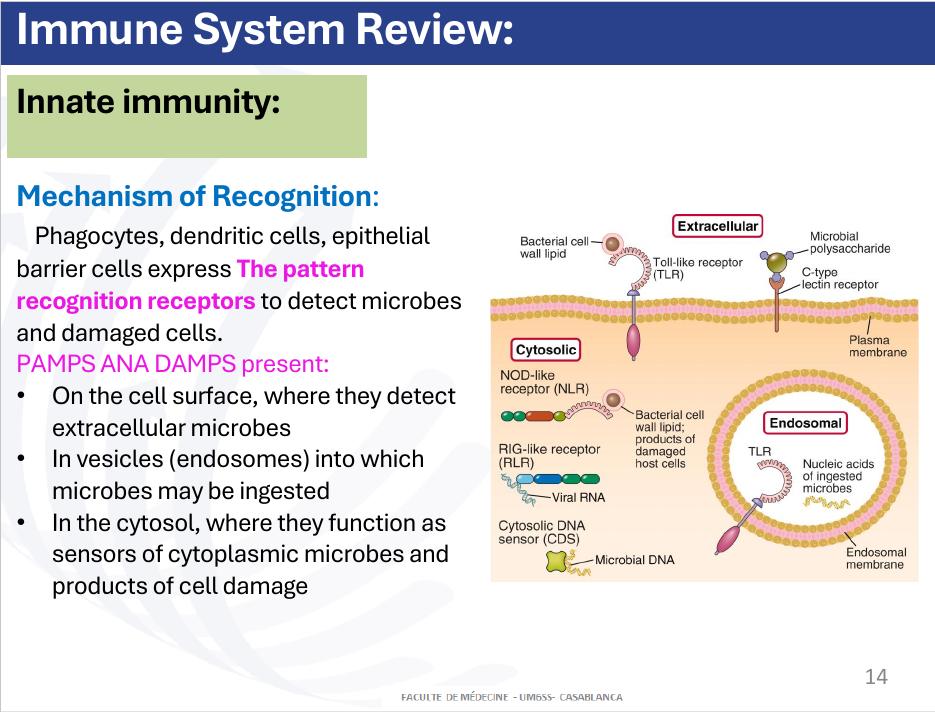 Immune System Review:
Innate immunity:
Mechanism of Recognition:
Phagocytes, dendritic cells, epithelial
barrier cells express The pattern
recognition receptors to detect microbes
and damaged cells.
PAMPS ANA DAMPS present:
• On the cell surface, where they detect
extracellular microbes
• In vesicles (endosomes) into which
microbes may be ingested
• In the cytosol, where they function as
sensors of cytoplasmic microbes and
products of cell damage
Extracellular
Bacterial cell
wall lipid
Toll-like receptor
(TLR)
Microbial
polysaccharide
C-type
lectin receptor
Plasma
membrane
Cytosolic
NOD-like
receptor (NLR)
Bacterial cell
wall lipid;
products of
damaged
host cells
RIG-like receptor
(RLR)
Viral RNA
Cytosolic DNA
sensor (CDS)
Microbial DNA
Endosomal
TLR
Nucleic acids
of ingested
microbes
Endosomal
membrane
14
FACULTE DE MÉDECINE - UM6SS- CASABLANCA